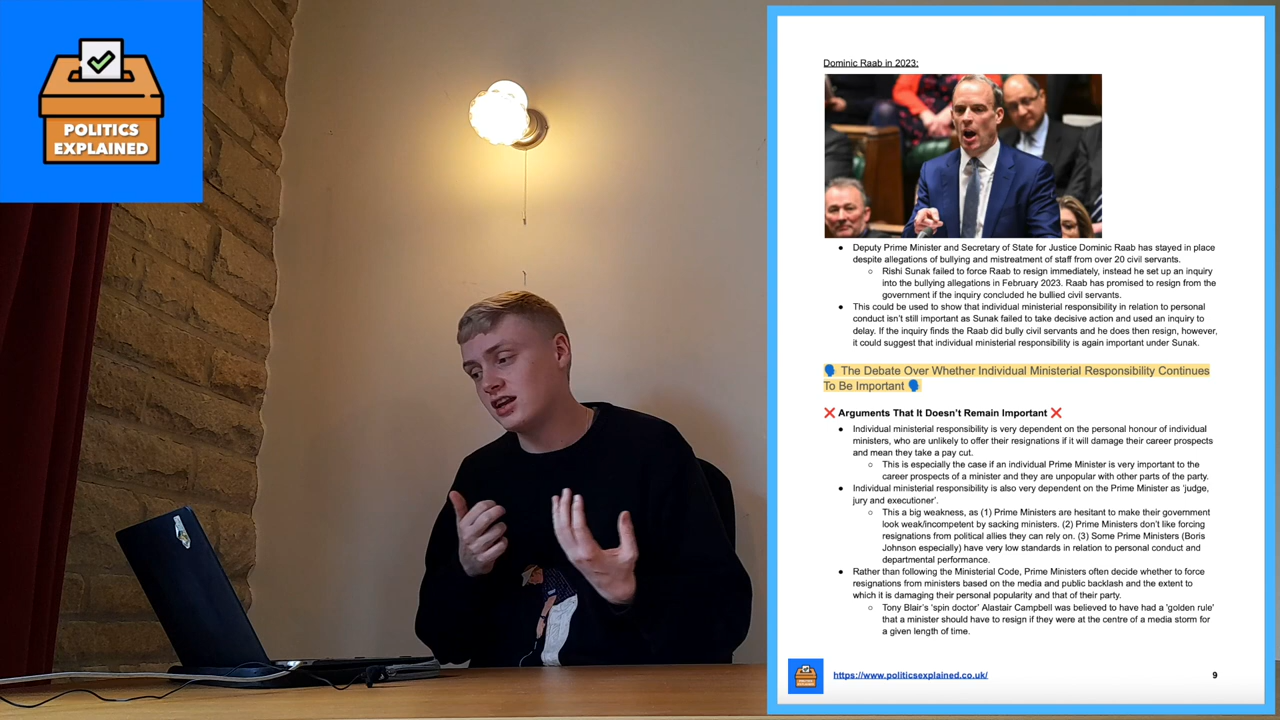 POLITICS
EXPLAINED
Dominic Raab in 2023:
● Deputy Prime Minister and Secretary of State for Justice Dominic Raab has stayed in place
despite allegations of bullying and mistreatment of staff from over 20 civil servants.
○ Rishi Sunak failed to force Raab to resign immediately, instead he set up an inquiry
into the bullying allegations in February 2023. Raab has promised to resign from the
government if the inquiry concluded he bullied civil servants.
● This could be used to show that individual ministerial responsibility in relation to personal
conduct isn't still important as Sunak failed to take decisive action and used an inquiry to
delay. If the inquiry finds the Raab did bully civil servants and he does then resign, however,
it could suggest that individual ministerial responsibility is again important under Sunak.
🗣️ The Debate Over Whether Individual Ministerial Responsibility Continues
To Be Important 🗣️
❌ Arguments That It Doesn't Remain Important ❌
● Individual ministerial responsibility is very dependent on the personal honour of individual
ministers, who are unlikely to offer their resignations if it will damage their career prospects
and mean they take a pay cut.
○ This is especially the case if an individual Prime Minister is very important to the
career prospects of a minister and they are unpopular with other parts of the party.
● Individual ministerial responsibility is also very dependent on the Prime Minister as 'judge,
jury and executioner'.
○ This a big weakness, as (1) Prime Ministers are hesitant to make their government
look weak/incompetent by sacking ministers. (2) Prime Ministers don't like forcing
resignations from political allies they can rely on. (3) Some Prime Ministers (Boris
Johnson especially) have very low standards in relation to personal conduct and
departmental performance.
● Rather than following the Ministerial Code, Prime Ministers often decide whether to force
resignations from ministers based on the media and public backlash and the extent to
which it is damaging their personal popularity and that of their party.
○ Tony Blair's 'spin doctor' Alastair Campbell was believed to have had a 'golden rule'
that a minister should have to resign if they were at the centre of a media storm for
a given length of time.
POLITICS
EXPLAINED
https://www.politicsexplained.co.uk/
9